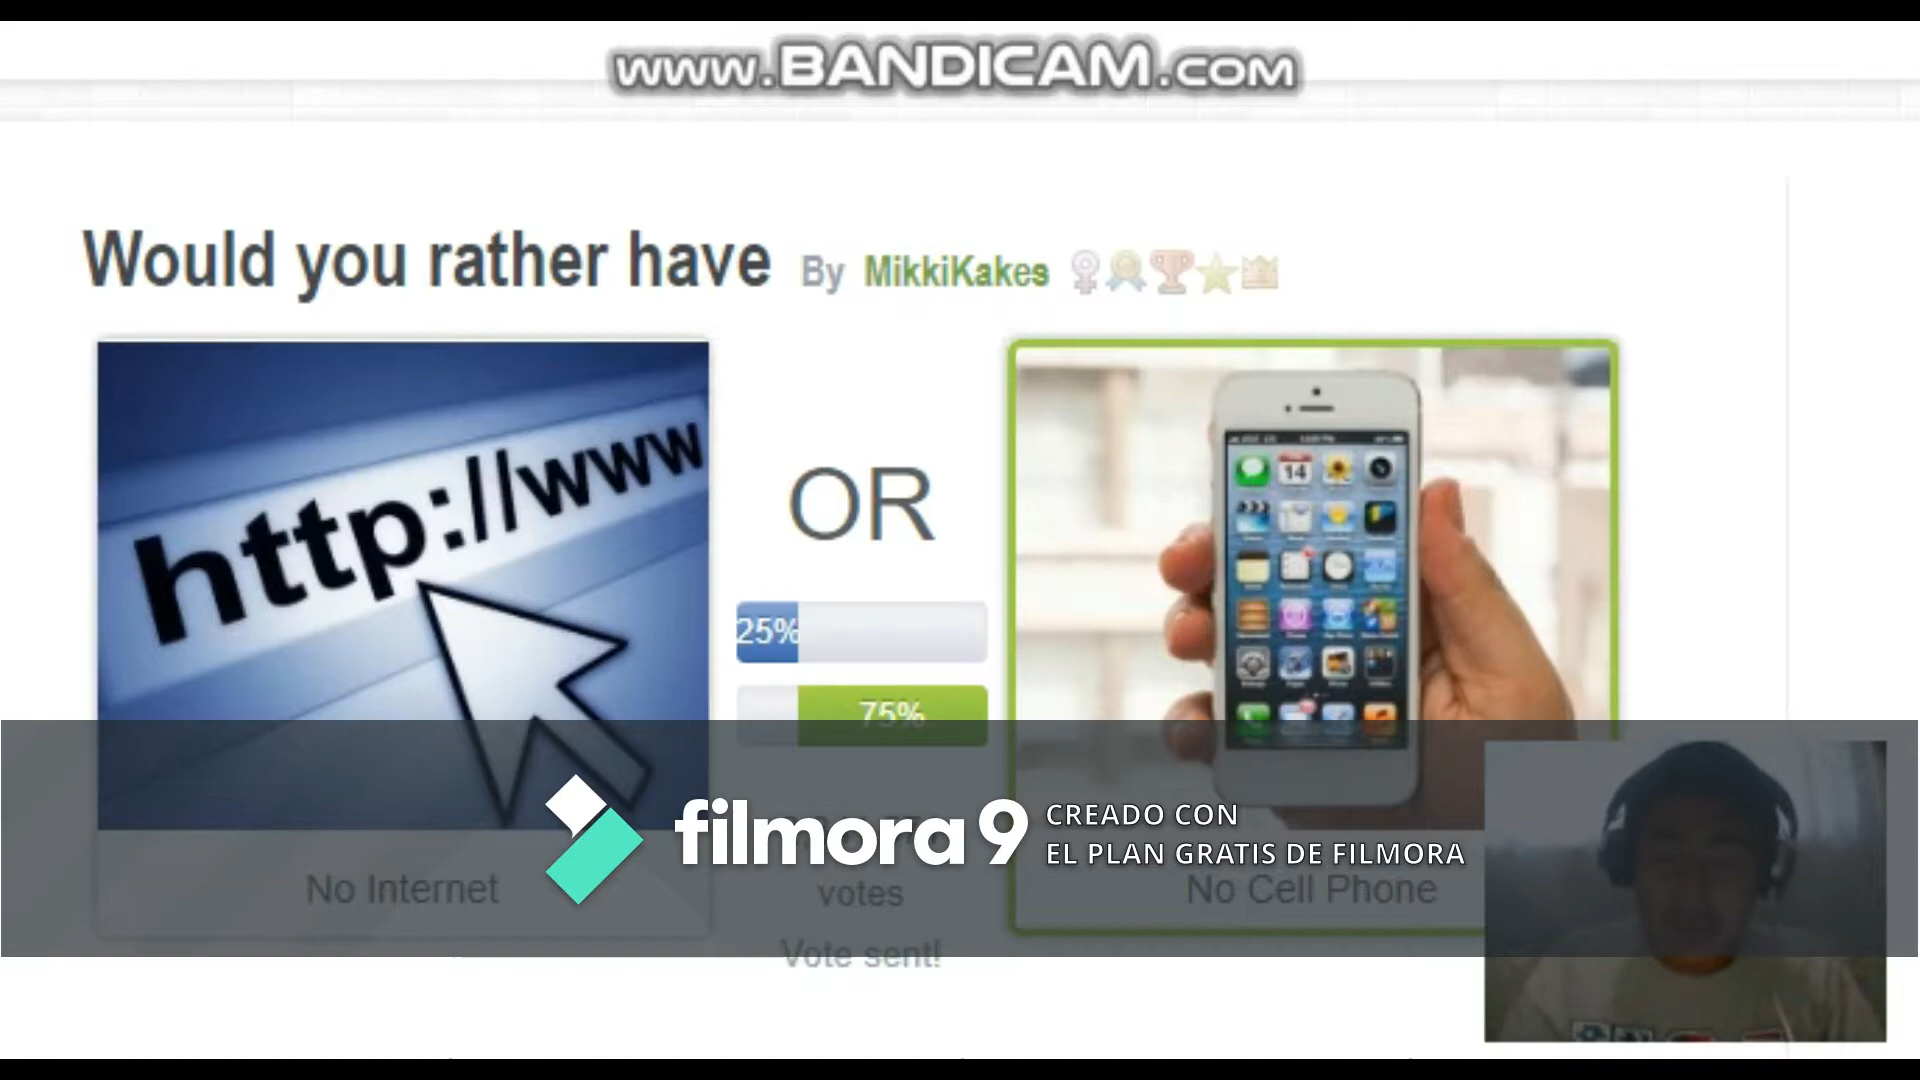 www.BANDICAM.com
Would you rather have By MikkiKakes
http://www
OR
25%
75%
filmora9 CREADO CON
EL PLAN GRATIS DE FILMORA
No Internet
votes
No Cell Phone
Vote sent!